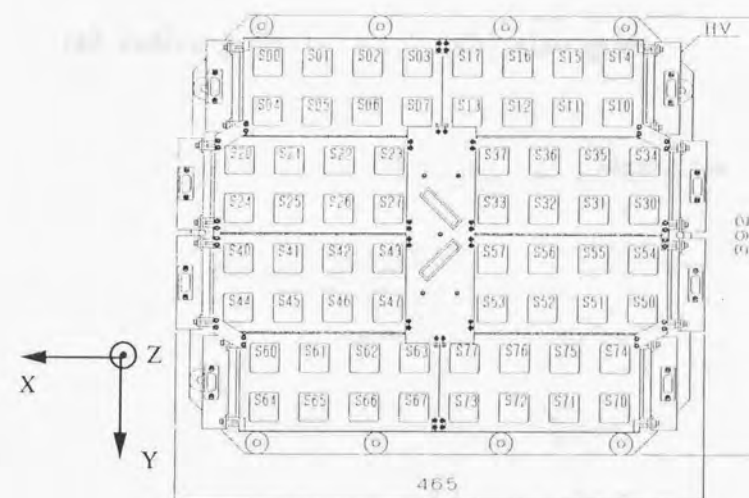 HV
S00 S01 S02 S03 S17 S16 S15 S14
S04 S05 S06 S07 S13 S12 S11 S10
S20 S21 S22 S23 S37 S36 S35 S34
S24 S25 S26 S27 S33 S32 S31 S30
S40 S41 S42 S43 S57 S56 S55 S54
S44 S45 S46 S47 S53 S52 S51 S50
S60 S61 S62 S63 S77 S76 S75 S74
S64 S65 S66 S67 S73 S72 S71 S70
X
Z
Y
465